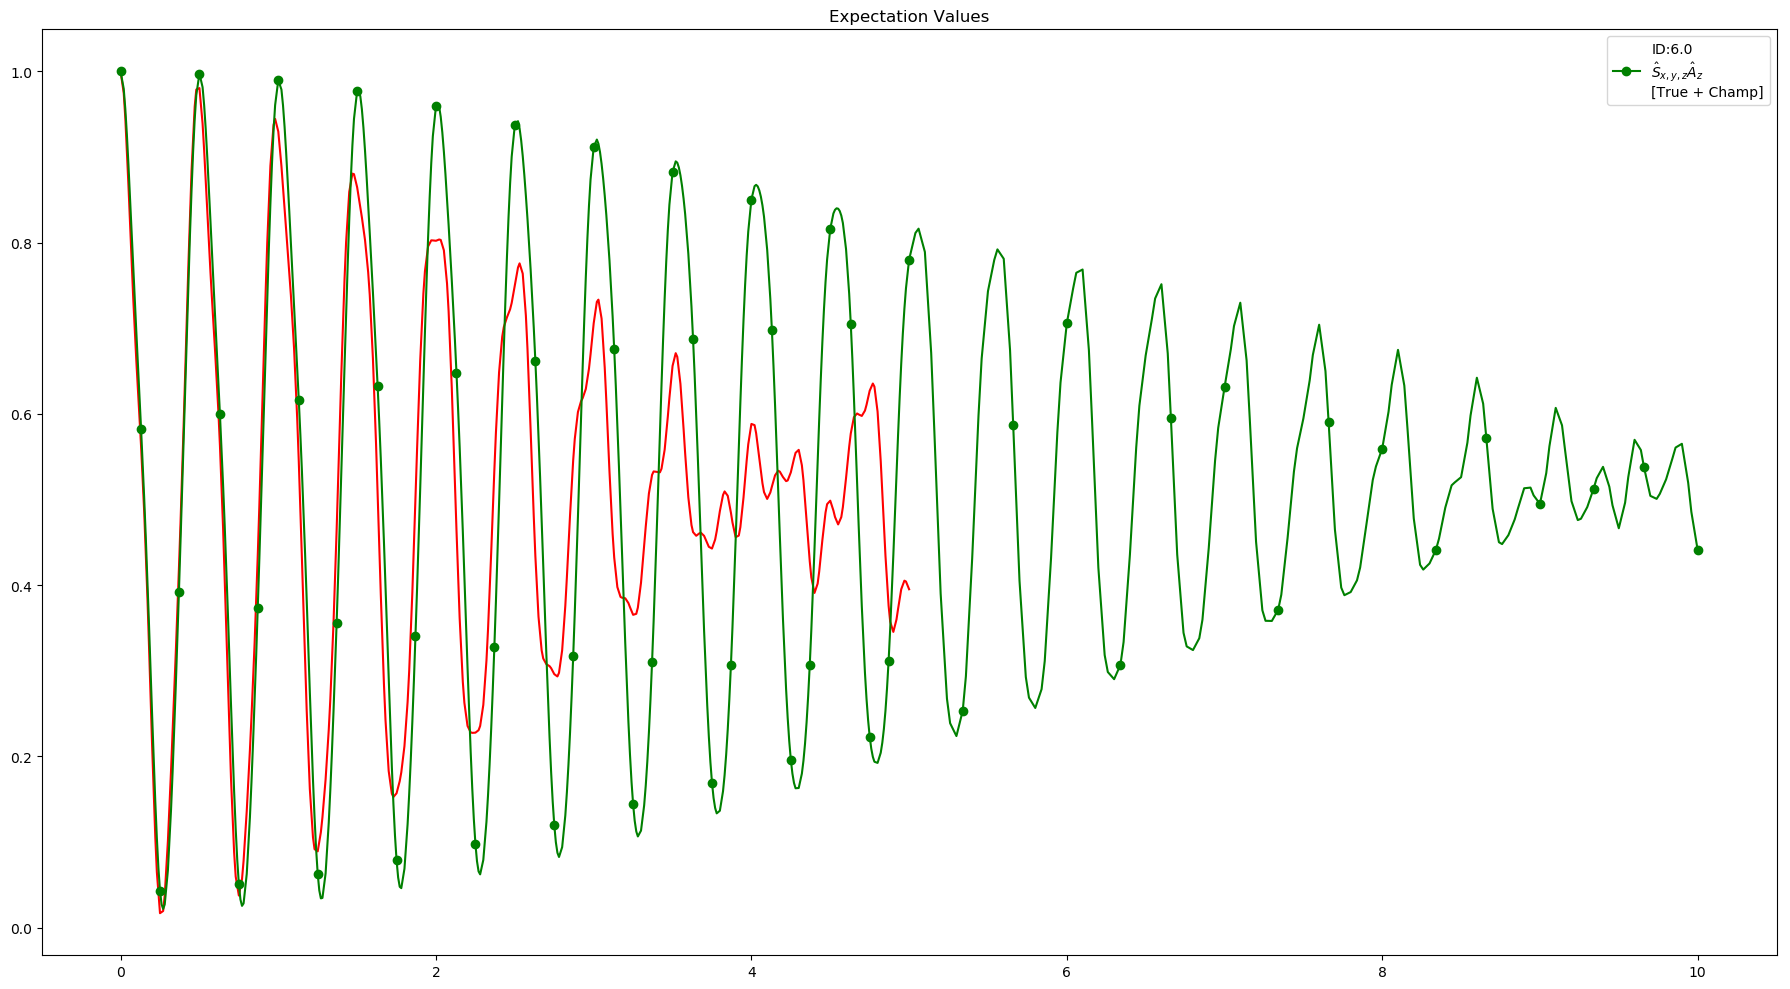 Expectation Values
ID:6.0
$\hat{S}_{x,y,z}\hat{A}_z$
[True + Champ]
1.0
0.8
0.6
0.4
0.2
0.0
0 2 4 6 8 10